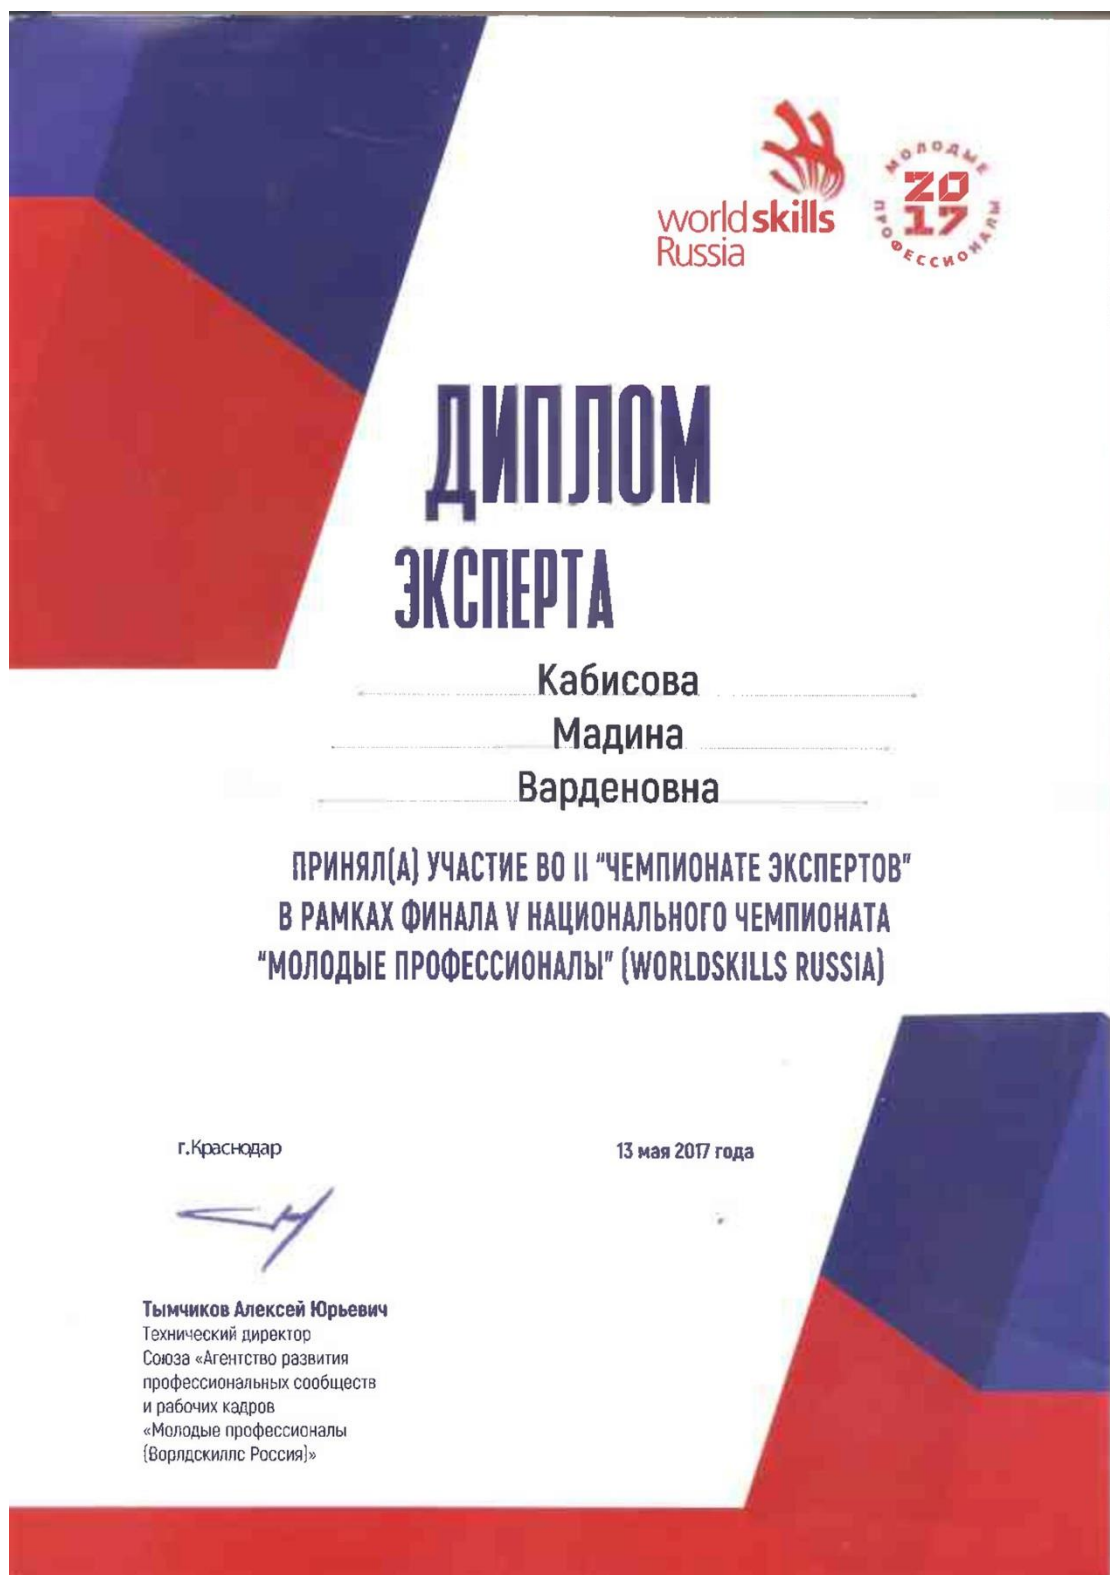 worldskills
Russia
МОЛОДЫЕ
2017
ПРОФЕССИОНАЛЫ
ДИПЛОМ
ЭКСПЕРТА
Кабисова
Мадина
Варденовна
ПРИНЯЛ(А) УЧАСТИЕ ВО II "ЧЕМПИОНАТЕ ЭКСПЕРТОВ"
В РАМКАХ ФИНАЛА V НАЦИОНАЛЬНОГО ЧЕМПИОНАТА
"МОЛОДЫЕ ПРОФЕССИОНАЛЫ" (WORLDSKILLS RUSSIA)
г.Краснодар
13 мая 2017 года
Тымчиков Алексей Юрьевич
Технический директор
Союза «Агентство развития
профессиональных сообществ
и рабочих кадров
«Молодые профессионалы
(Ворлдскиллс Россия)»